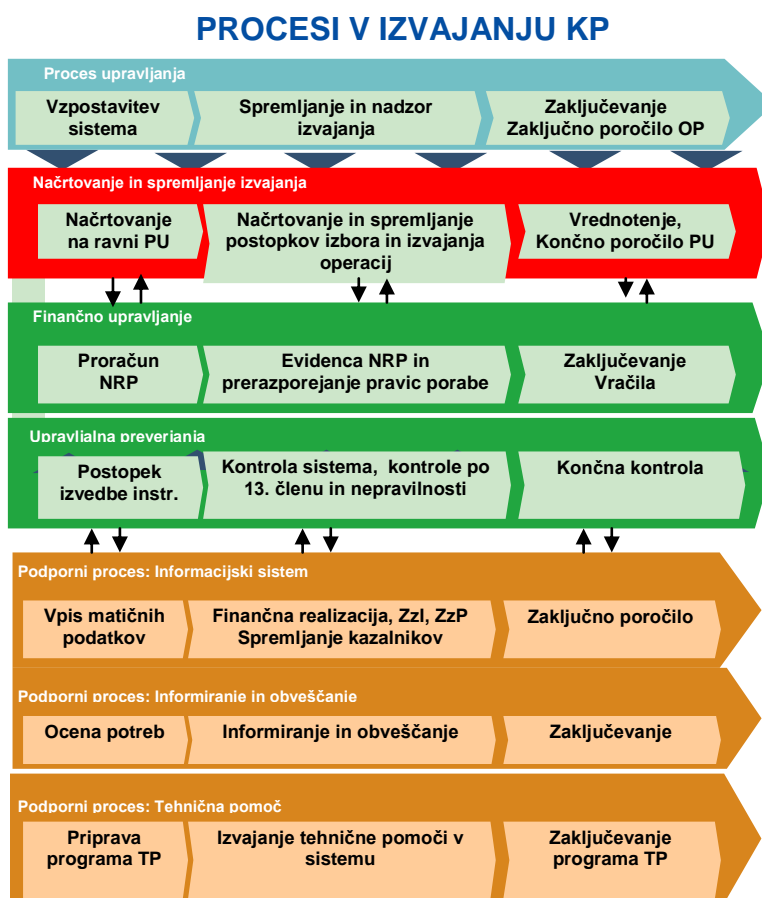 PROCESI V IZVAJANJU KP
Proces upravljanja
Vzpostavitev
sistema
Spremljanje in nadzor
izvajanja
Zaključevanje
Zaključno poročilo OP
Načrtovanje in spremljanje izvajanja
Načrtovanje
na ravni PU
Načrtovanje in spremljanje
postopkov izbora in izvajanja
operacij
Vrednotenje,
Končno poročilo PU
Finančno upravljanje
Proračun
NRP
Evidenca NRP in
prerazporejanje pravic porabe
Zaključevanje
Vračila
Upravljalna preverjanja
Postopek
izvedbe instr.
Kontrola sistema, kontrole po
13. členu in nepravilnosti
Končna kontrola
Podporni proces: Informacijski sistem
Vpis matičnih
podatkov
Finančna realizacija, ZzI, ZzP
Spremljanje kazalnikov
Zaključno poročilo
Podporni proces: Informiranje in obveščanje
Ocena potreb
Informiranje in obveščanje
Zaključevanje
Podporni proces: Tehnična pomoč
Priprava
programa TP
Izvajanje tehnične pomoči v
sistemu
Zaključevanje
programa TP